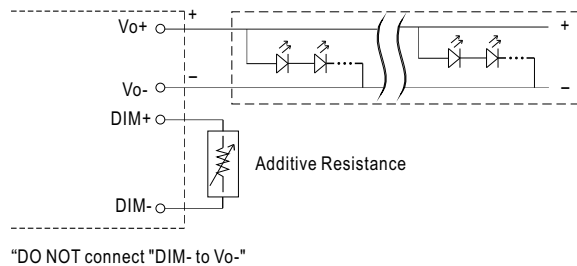 Vo+
+
+
Vo-
–
–
DIM+
Additive Resistance
DIM-
“DO NOT connect "DIM- to Vo-"